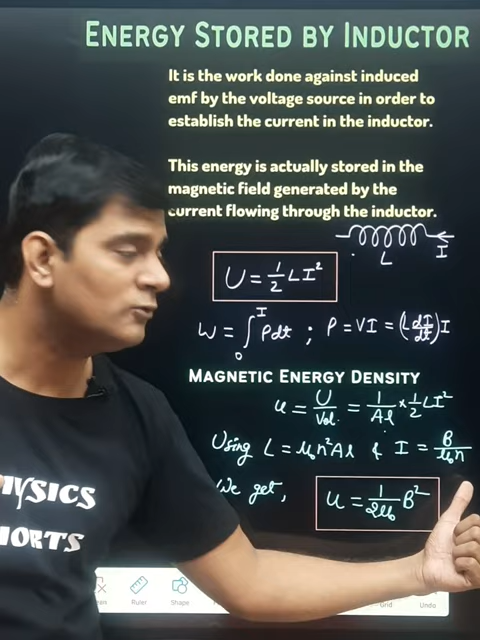 ENERGY STORED BY INDUCTOR
It is the work done against induced
emf by the voltage source in order to
establish the current in the inductor.
This energy is actually stored in the
magnetic field generated by the
current flowing through the inductor.
L I
U = 1/2 LI²
W = ∫₀ᴵ Pdt ; P = VI = (L dI/dt) I
MAGNETIC ENERGY DENSITY
u = U/Vol. = 1/Al × 1/2 LI²
Using L = μ₀n²Al & I = B/μ₀n
We get, u = 1/2μ₀ B²
HYSICS
HORTS
Ruler Shape Grid Undo